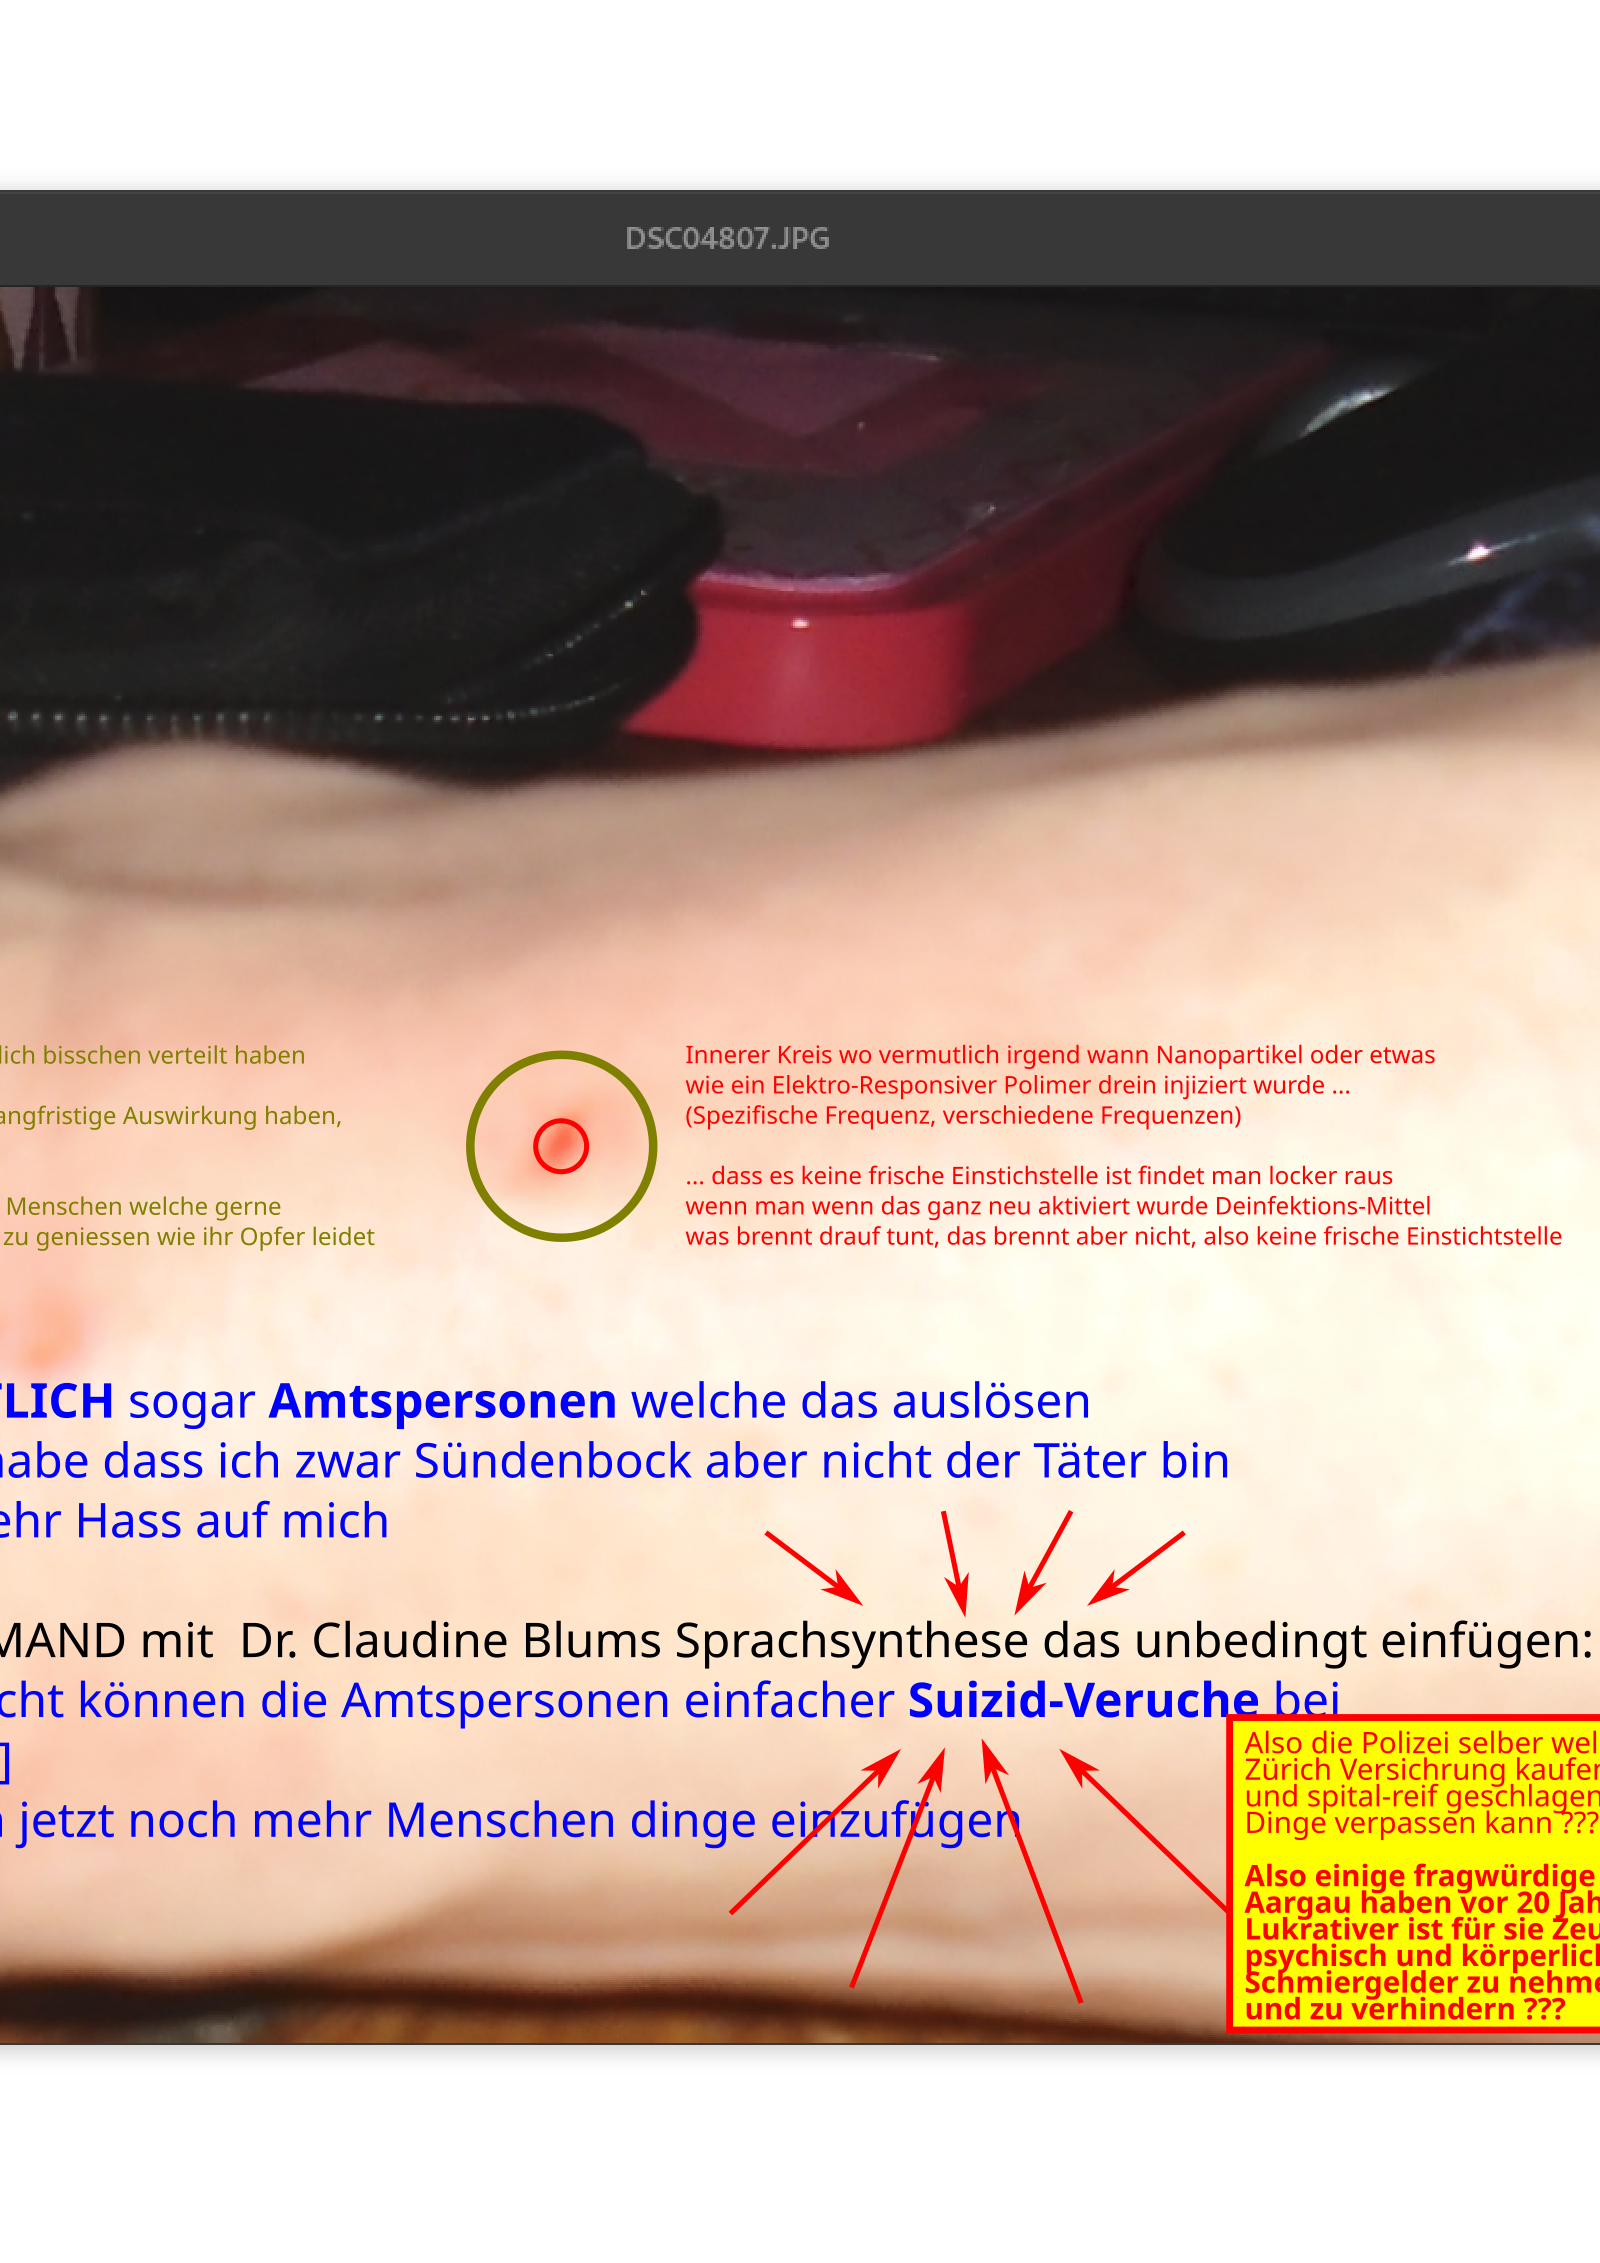 DSC04807.JPG
lich bisschen verteilt haben
angfristige Auswirkung haben,
Menschen welche gerne
zu geniessen wie ihr Opfer leidet
Innerer Kreis wo vermutlich irgend wann Nanopartikel oder etwas
wie ein Elektro-Responsiver Polimer drein injiziert wurde ...
(Spezifische Frequenz, verschiedene Frequenzen)
... dass es keine frische Einstichstelle ist findet man locker raus
wenn man wenn das ganz neu aktiviert wurde Deinfektions-Mittel
was brennt drauf tunt, das brennt aber nicht, also keine frische Einstichtstelle
TLICH sogar Amtspersonen welche das auslösen
habe dass ich zwar Sündenbock aber nicht der Täter bin
ehr Hass auf mich
MAND mit Dr. Claudine Blums Sprachsynthese das unbedingt einfügen:
cht können die Amtspersonen einfacher Suizid-Veruche bei
]
n jetzt noch mehr Menschen dinge einzufügen
Also die Polizei selber wel
Zürich Versichrung kaufen
und spital-reif geschlagen
Dinge verpassen kann ???
Also einige fragwürdige
Aargau haben vor 20 Jah
Lukrativer ist für sie Zeu
psychisch und körperlich
Schmiergelder zu nehme
und zu verhindern ???